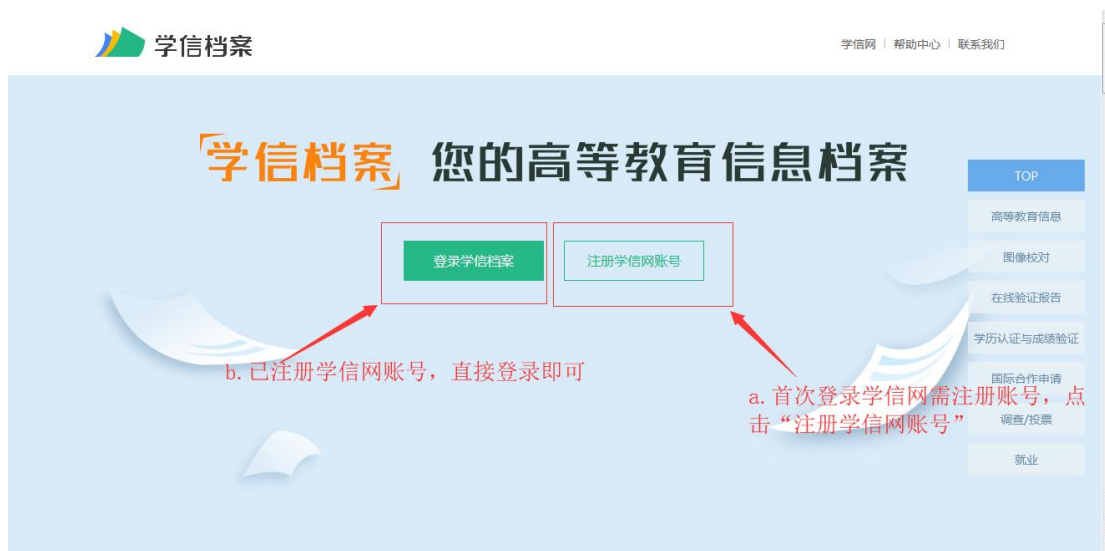 学信档案
学信网 | 帮助中心 | 联系我们
「学信档案」 您的高等教育信息档案
登录学信档案
注册学信网账号
b.已注册学信网账号，直接登录即可
a.首次登录学信网需注册账号，点
击“注册学信网账号”
TOP
高等教育信息
图像校对
在线验证报告
学历认证与成绩验证
国际合作申请
调查/投票
就业